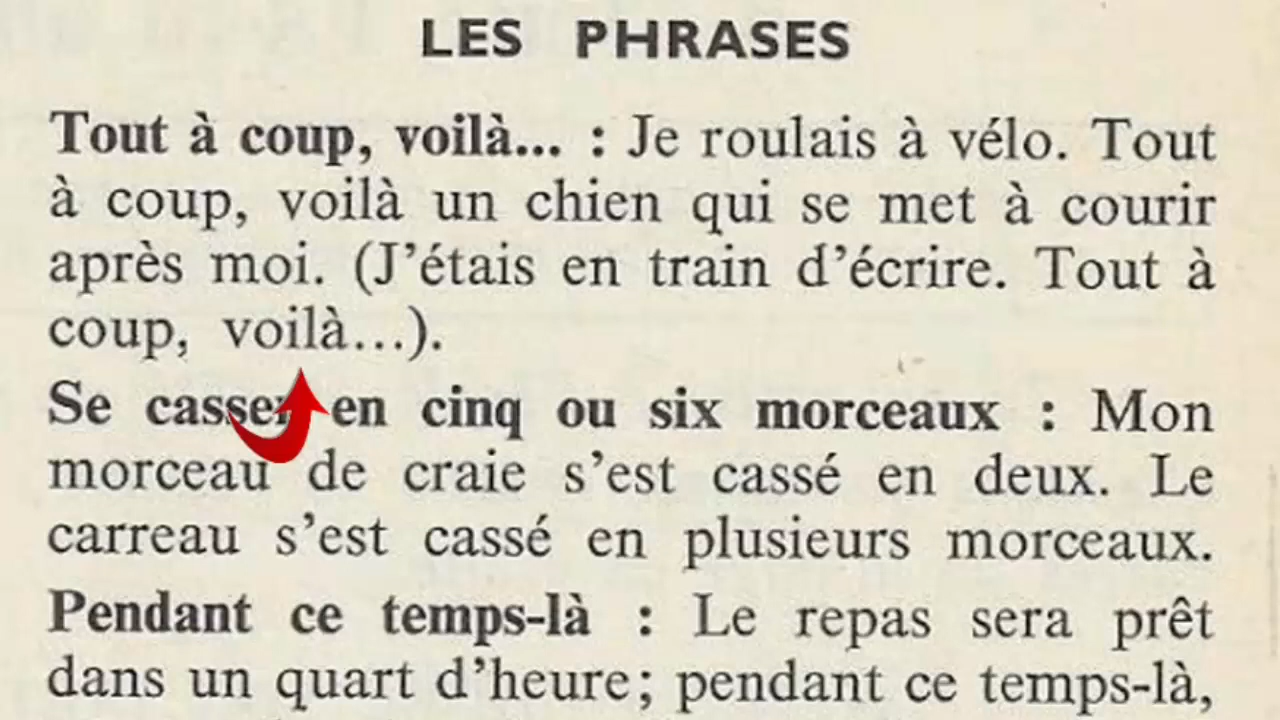 LES PHRASES
Tout à coup, voilà... : Je roulais à vélo. Tout
à coup, voilà un chien qui se met à courir
après moi. (J'étais en train d'écrire. Tout à
coup, voilà...).
Se casser en cinq ou six morceaux : Mon
morceau de craie s'est cassé en deux. Le
carreau s'est cassé en plusieurs morceaux.
Pendant ce temps-là : Le repas sera prêt
dans un quart d'heure; pendant ce temps-là,